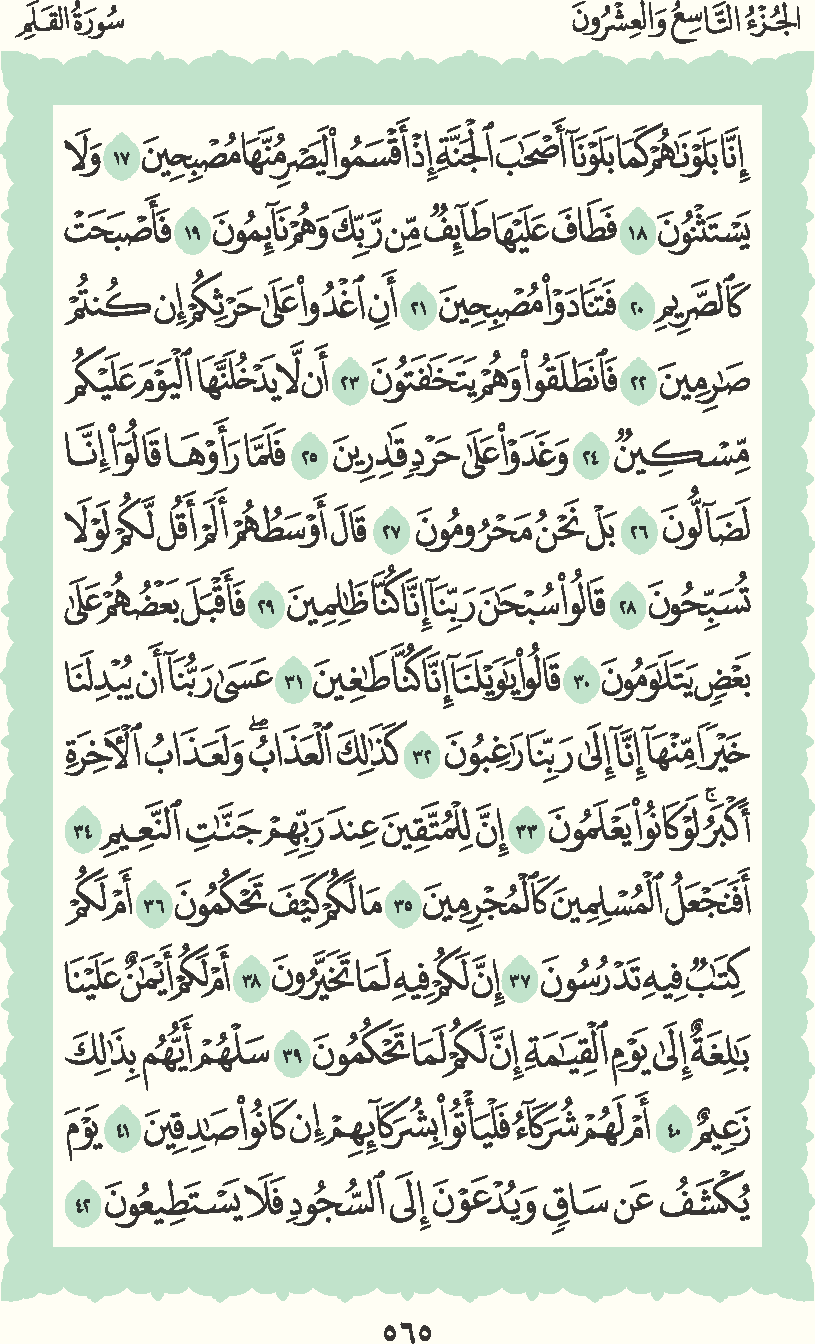 الجُزْءُ التَّاسِعُ وَالْعِشْرُونَ
سُورَةُ القَلَمِ
إِنَّا بَلَوْنَٰهُمْ كَمَا بَلَوْنَآ أَصْحَٰبَ ٱلْجَنَّةِ إِذْ أَقْسَمُوا۟ لَيَصْرِمُنَّهَا مُصْبِحِينَ ١٧ وَلَا
يَسْتَثْنُونَ ١٨ فَطَافَ عَلَيْهَا طَآئِفٌ مِّن رَّبِّكَ وَهُمْ نَآئِمُونَ ١٩ فَأَصْبَحَتْ
كَٱلصَّرِيمِ ٢٠ فَتَنَادَوْا۟ مُصْبِحِينَ ٢١ أَنِ ٱغْدُوا۟ عَلَىٰ حَرْثِكُمْ إِن كُنتُمْ
صَٰرِمِينَ ٢٢ فَٱنطَلَقُوا۟ وَهُمْ يَتَخَٰفَتُونَ ٢٣ أَن لَّا يَدْخُلَنَّهَا ٱلْيَوْمَ عَلَيْكُم
مِّسْكِينٌ ٢٤ وَغَدَوْا۟ عَلَىٰ حَرْدٍ قَٰدِرِينَ ٢٥ فَلَمَّا رَأَوْهَا قَالُوٓا۟ إِنَّا
لَضَآلُّونَ ٢٦ بَلْ نَحْنُ مَحْرُومُونَ ٢٧ قَالَ أَوْسَطُهُمْ أَلَمْ أَقُل لَّكُمْ لَوْلَا
تُسَبِّحُونَ ٢٨ قَالُوا۟ سُبْحَٰنَ رَبِّنَآ إِنَّا كُنَّا ظَٰلِمِينَ ٢٩ فَأَقْبَلَ بَعْضُهُمْ عَلَىٰ
بَعْضٍ يَتَلَٰوَمُونَ ٣٠ قَالُوا۟ يَٰوَيْلَنَآ إِنَّا كُنَّا طَٰغِينَ ٣١ عَسَىٰ رَبُّنَآ أَن يُبْدِلَنَا
خَيْرًا مِّنْهَآ إِنَّآ إِلَىٰ رَبِّنَا رَٰغِبُونَ ٣٢ كَذَٰلِكَ ٱلْعَذَابُ ۖ وَلَعَذَابُ ٱلْءَاخِرَةِ
أَكْبَرُ ۚ لَوْ كَانُوا۟ يَعْلَمُونَ ٣٣ إِنَّ لِلْمُتَّقِينَ عِندَ رَبِّهِمْ جَنَّٰتِ ٱلنَّعِيمِ ٣٤
أَفَنَجْعَلُ ٱلْمُسْلِمِينَ كَٱلْمُجْرِمِينَ ٣٥ مَا لَكُمْ كَيْفَ تَحْكُمُونَ ٣٦ أَمْ لَكُمْ
كِتَٰبٌ فِيهِ تَدْرُسُونَ ٣٧ إِنَّ لَكُمْ فِيهِ لَمَا تَخَيَّرُونَ ٣٨ أَمْ لَكُمْ أَيْمَٰنٌ عَلَيْنَا
بَٰلِغَةٌ إِلَىٰ يَوْمِ ٱلْقِيَٰمَةِ إِنَّ لَكُمْ لَمَا تَحْكُمُونَ ٣٩ سَلْهُمْ أَيُّهُم بِذَٰلِكَ
زَعِيمٌ ٤٠ أَمْ لَهُمْ شُرَكَآءُ فَلْيَأْتُوا۟ بِشُرَكَآئِهِمْ إِن كَانُوا۟ صَٰدِقِينَ ٤١ يَوْمَ
يُكْشَفُ عَن سَاقٍ وَيُدْعَوْنَ إِلَى ٱلسُّجُودِ فَلَا يَسْتَطِيعُونَ ٤٢
٥٦٥